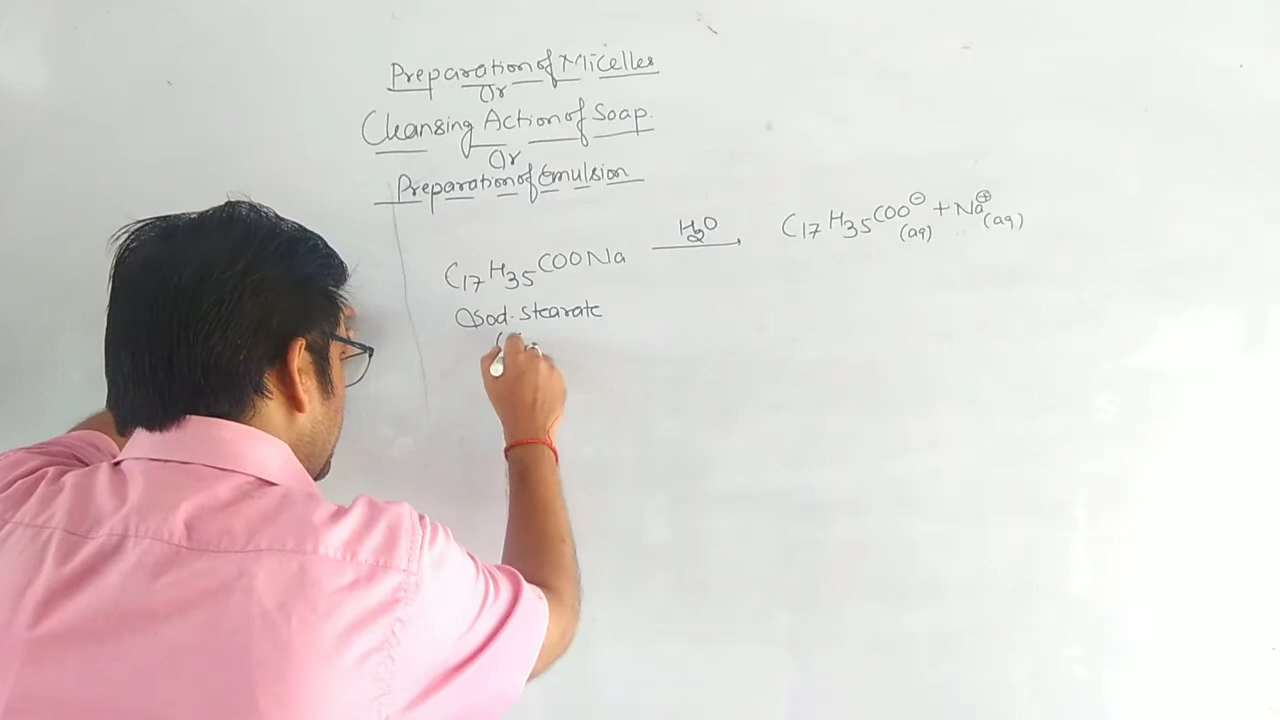 Preparation of Micelles
Or
Cleansing Action of Soap.
Or
Preparation of Emulsion
C17H35COONa H2O → C17H35COO⊖(aq) + Na⊕(aq)
Sod. Stearate
(